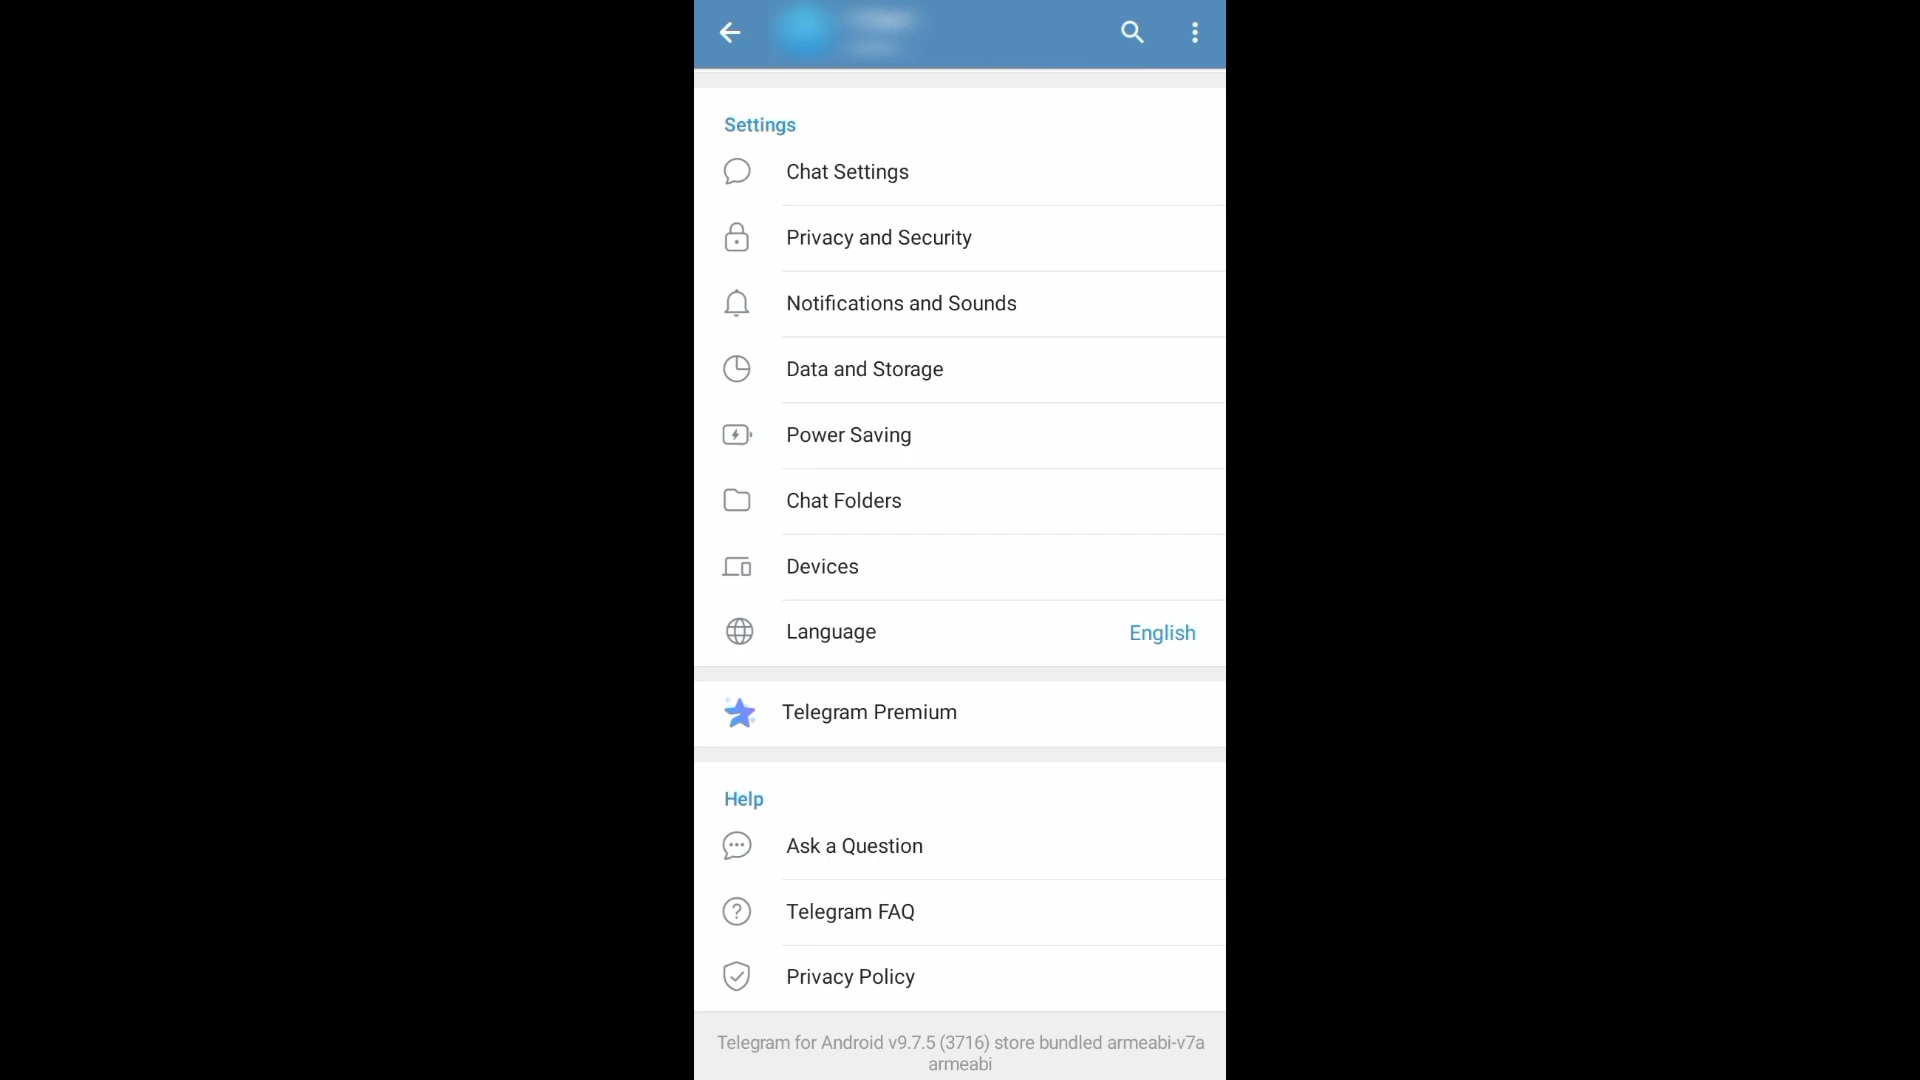 Settings
Chat Settings
Privacy and Security
Notifications and Sounds
Data and Storage
Power Saving
Chat Folders
Devices
Language English
Telegram Premium
Help
Ask a Question
Telegram FAQ
Privacy Policy
Telegram for Android v9.7.5 (3716) store bundled armeabi-v7a
armeabi